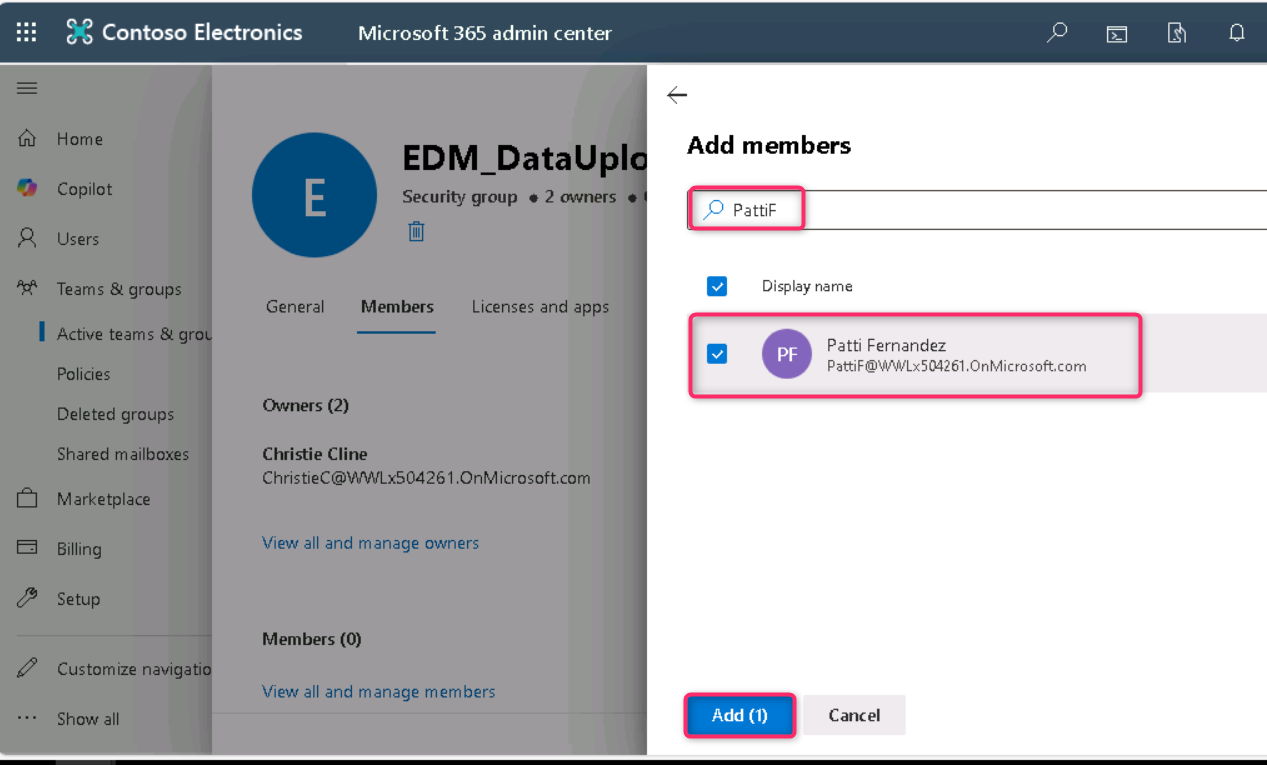 Contoso Electronics Microsoft 365 admin center
Home
Copilot
Users
Teams & groups
Active teams & grou
Policies
Deleted groups
Shared mailboxes
Marketplace
Billing
Setup
Customize navigatio
Show all
E
EDM_DataUplo
Security group • 2 owners •
General Members Licenses and apps
Owners (2)
Christie Cline
ChristieC@WWLx504261.OnMicrosoft.com
View all and manage owners
Members (0)
View all and manage members
Add members
PattiF
Display name
PF
Patti Fernandez
PattiF@WWLx504261.OnMicrosoft.com
Add (1) Cancel